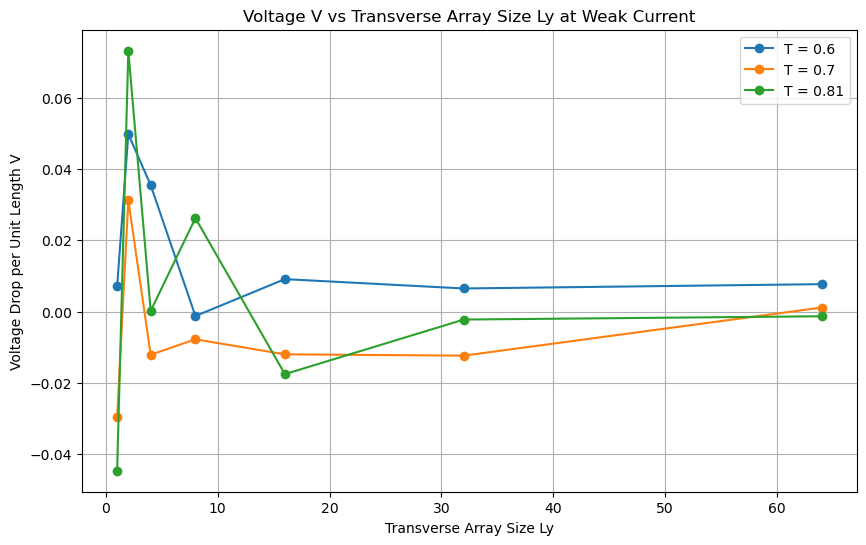 Voltage V vs Transverse Array Size Ly at Weak Current
T = 0.6
T = 0.7
T = 0.81
Voltage Drop per Unit Length V
0.06
0.04
0.02
0.00
−0.02
−0.04
0
10
20
30
40
50
60
Transverse Array Size Ly